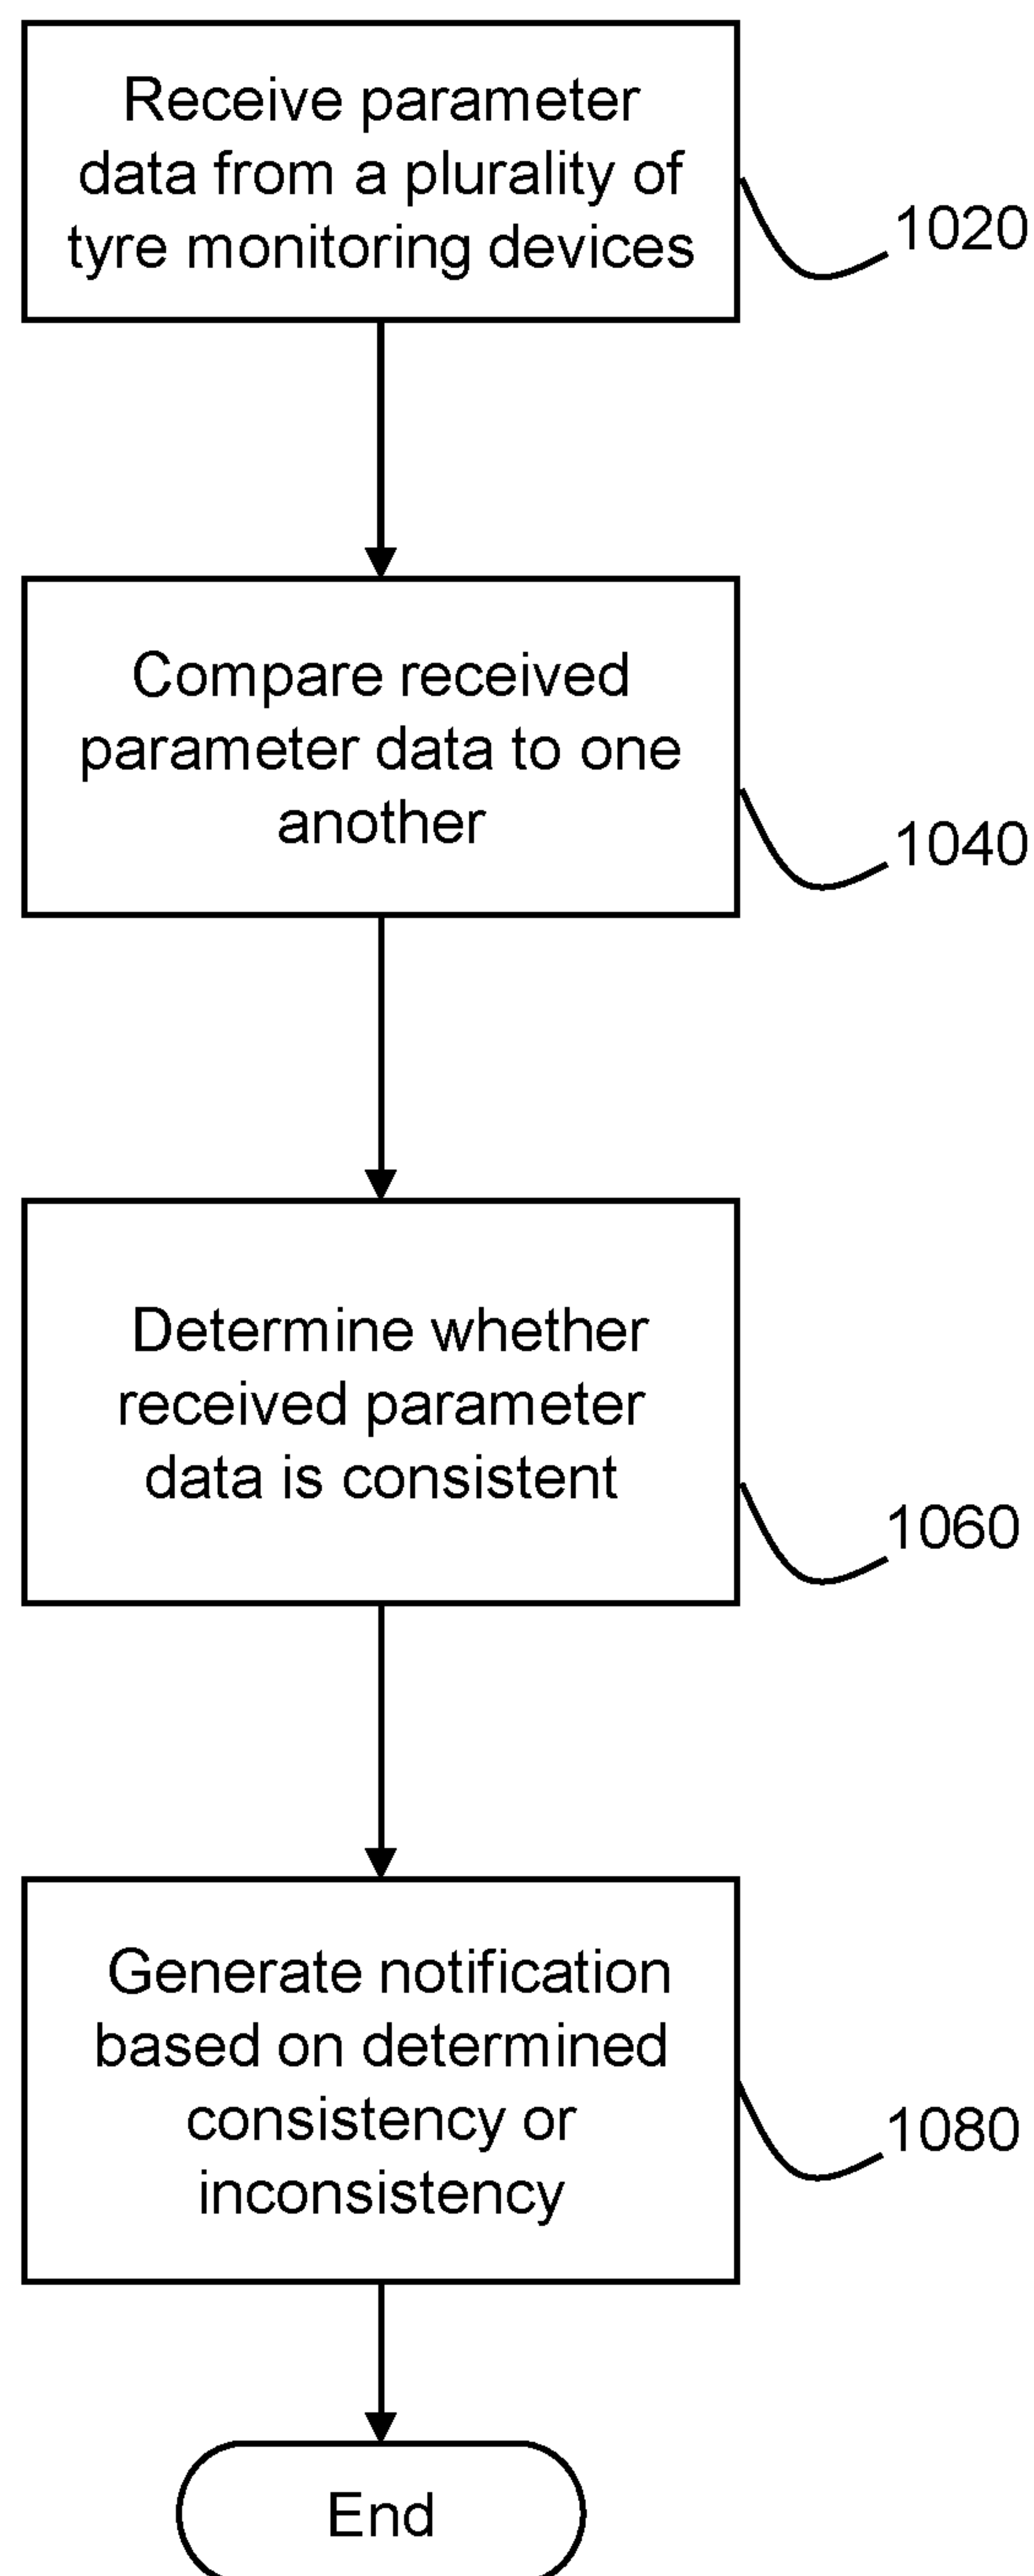 Receive parameter
data from a plurality of
tyre monitoring devices
1020
Compare received
parameter data to one
another
1040
Determine whether
received parameter
data is consistent
1060
Generate notification
based on determined
consistency or
inconsistency
1080
End